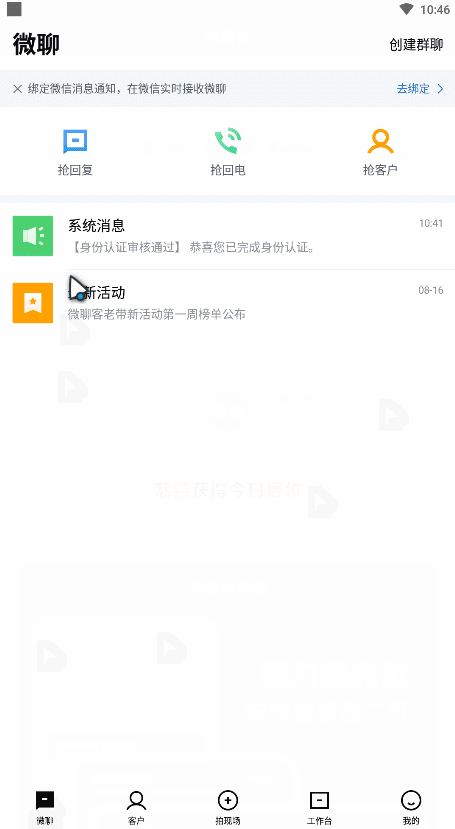 10:46
微聊
创建群聊
绑定微信消息通知，在微信实时接收微聊
去绑定
抢回复
抢回电
抢客户
系统消息
10:41
【身份认证审核通过】 恭喜您已完成身份认证。
新活动
08-16
微聊客老带新活动第一周榜单公布
微聊
客户
拍现场
工作台
我的